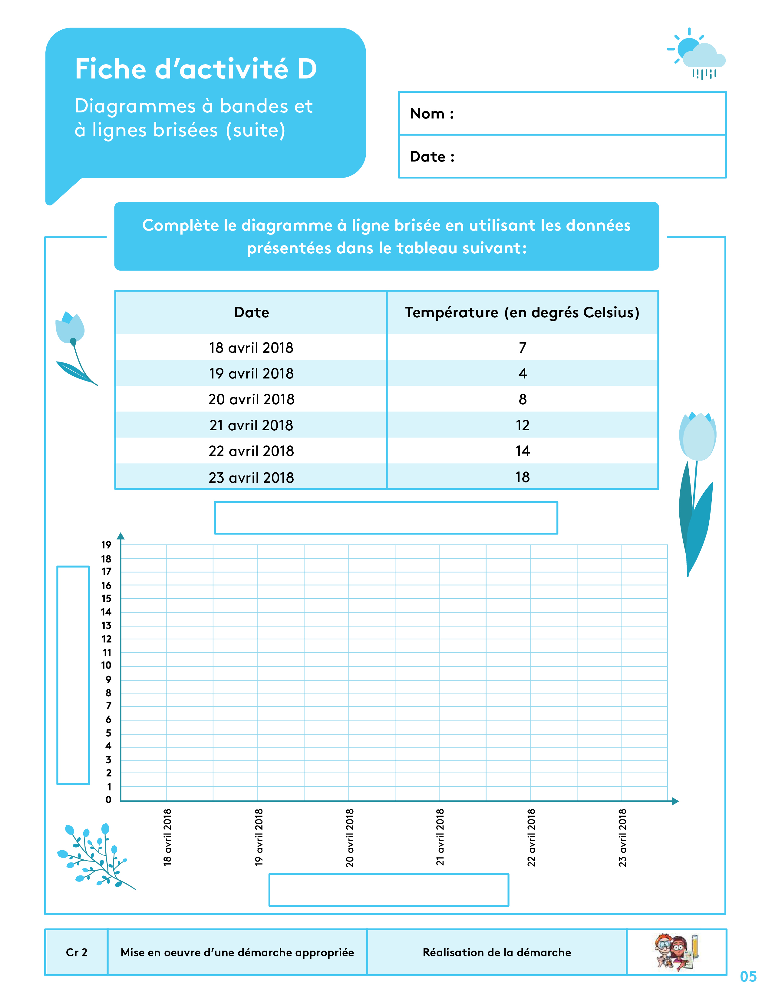 Fiche d’activité D
Diagrammes à bandes et
à lignes brisées (suite)
Nom :
Date :
Complète le diagramme à ligne brisée en utilisant les données
présentées dans le tableau suivant:
Date Température (en degrés Celsius)
18 avril 2018 7
19 avril 2018 4
20 avril 2018 8
21 avril 2018 12
22 avril 2018 14
23 avril 2018 18
19
18
17
16
15
14
13
12
11
10
9
8
7
6
5
4
3
2
1
0
18 avril 2018
19 avril 2018
20 avril 2018
21 avril 2018
22 avril 2018
23 avril 2018
Cr 2 Mise en oeuvre d’une démarche appropriée Réalisation de la démarche
05